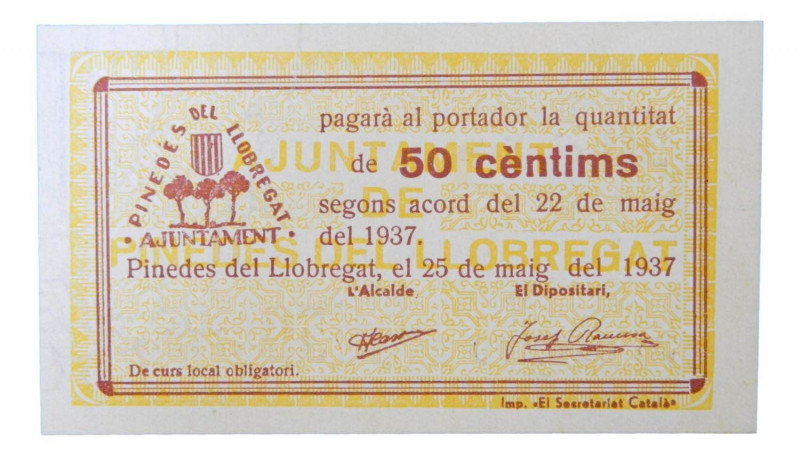 PINEDES DEL LLOBREGAT
• AJUNTAMENT •
pagarà al portador la quantitat
de 50 cèntims
segons acord del 22 de maig
del 1937.
AJUNTAMENT
DE
PINEDES DEL LLOBREGAT
Pinedes del Llobregat, el 25 de maig del 1937
L'Alcalde, El Dipositari,
Josep
De curs local obligatori.
Imp. «El Secretariat Català»